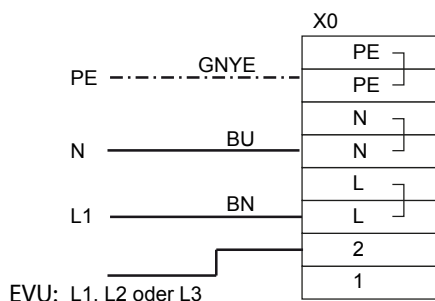 X0
PE
PE GNYE PE
N
N BU N
L
L1 BN L
2
EVU: L1, L2 oder L3 1